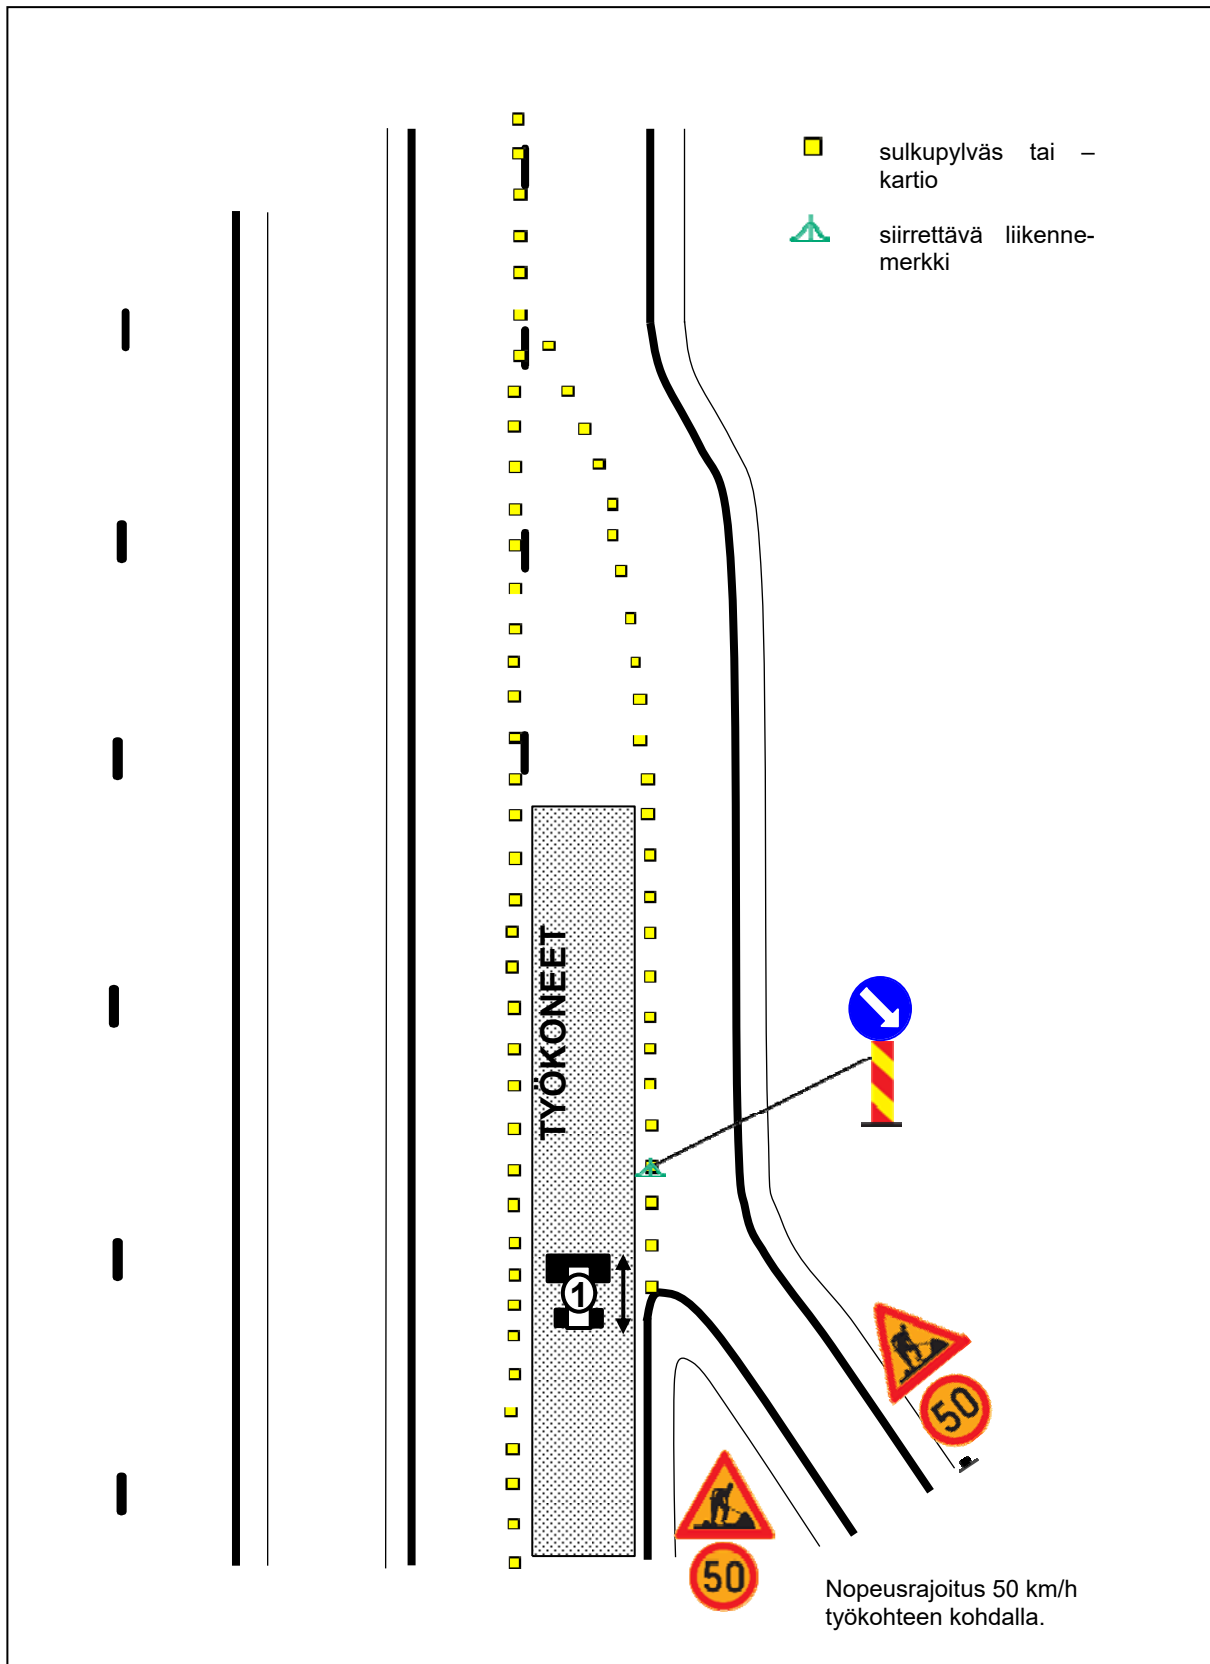 sulkupylväs tai –
kartio
siirrettävä liikenne-
merkki
TYÖKONEET
1
50
50
Nopeusrajoitus 50 km/h
työkohteen kohdalla.